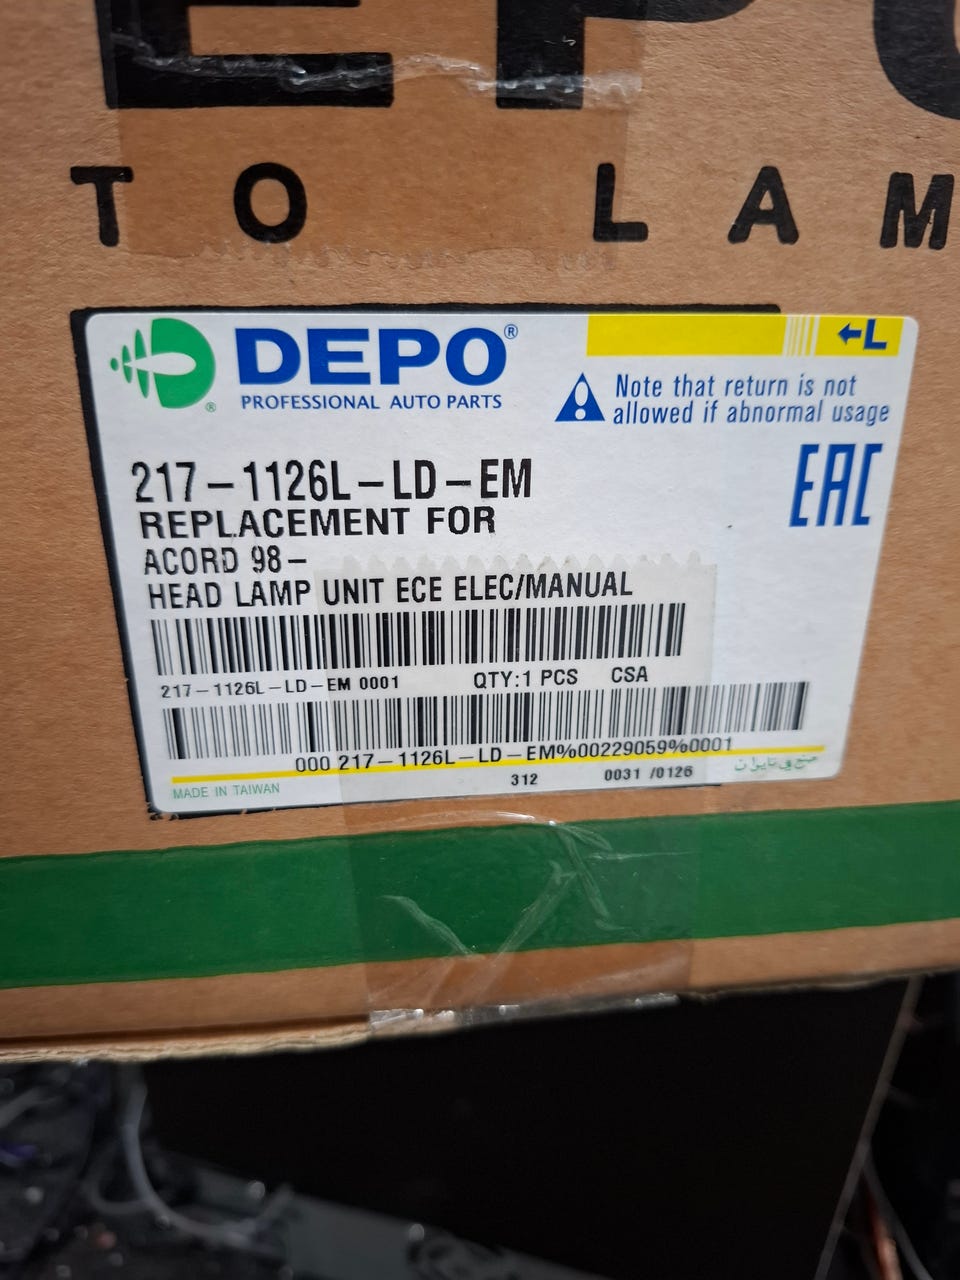 EPO
TO LAM
DEPO®
PROFESSIONAL AUTO PARTS
®
←L
Note that return is not
allowed if abnormal usage
217-1126L-LD-EM
EAC
REPLACEMENT FOR
ACORD 98-
HEAD LAMP UNIT ECE ELEC/MANUAL
217-1126L-LD-EM 0001 QTY:1 PCS CSA
000 217-1126L-LD-EM%00229059%0001
MADE IN TAIWAN 312 0031 /0126